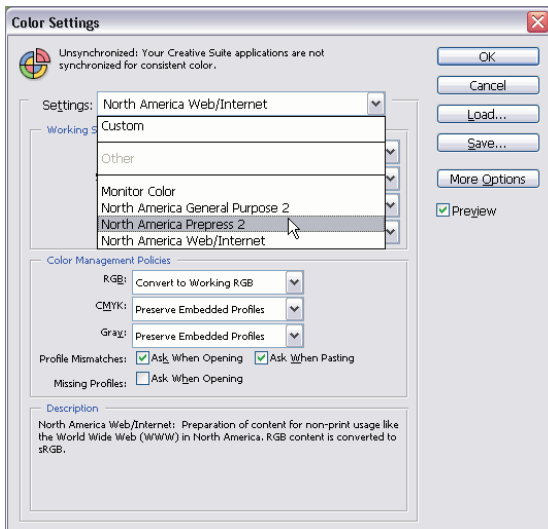 Color Settings
Unsynchronized: Your Creative Suite applications are not
synchronized for consistent color.
OK
Cancel
Load...
Save...
More Options
Preview
Settings: North America Web/Internet
Custom
Working S
Other
Monitor Color
North America General Purpose 2
North America Prepress 2
North America Web/Internet
Color Management Policies
RGB: Convert to Working RGB
CMYK: Preserve Embedded Profiles
Gray: Preserve Embedded Profiles
Profile Mismatches: Ask When Opening Ask When Pasting
Missing Profiles: Ask When Opening
Description
North America Web/Internet: Preparation of content for non-print usage like
the World Wide Web (WWW) in North America. RGB content is converted to
sRGB.